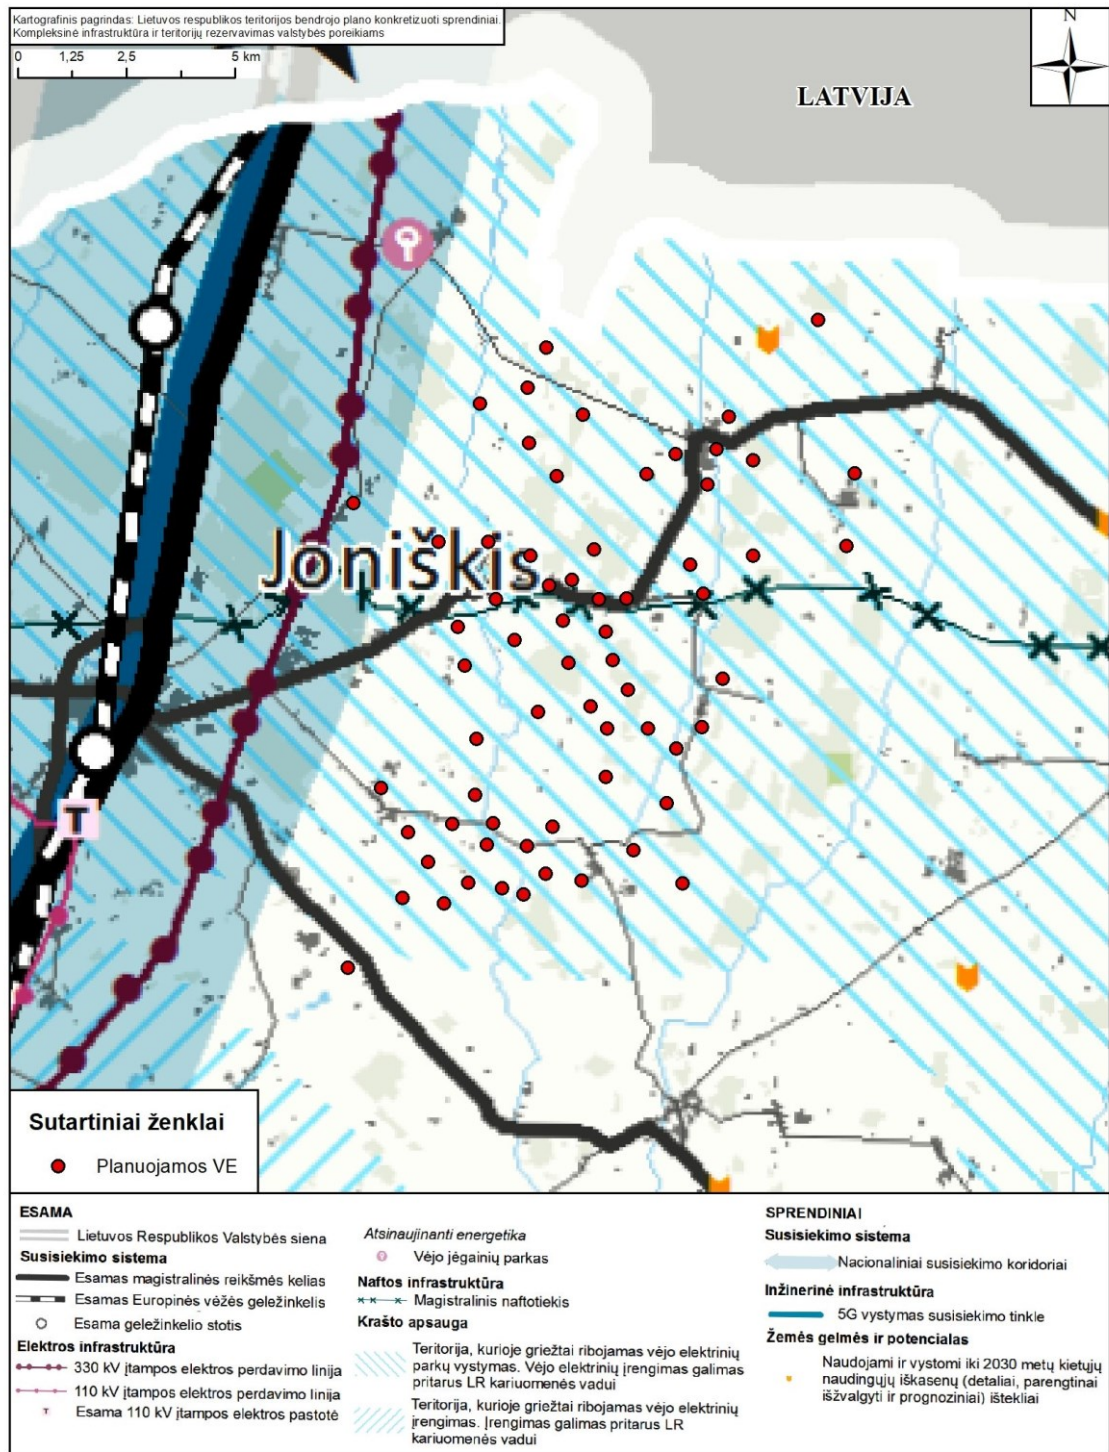 Kartografinis pagrindas: Lietuvos respublikos teritorijos bendrojo plano konkretizuoti sprendiniai.
Kompleksinė infrastruktūra ir teritorijų rezervavimas valstybės poreikiams
0 1,25 2,5 5 km
N
LATVIJA
Joniškis
T
Sutartiniai ženklai
Planuojamos VE
ESAMA
Lietuvos Respublikos Valstybės siena
Susisiekimo sistema
Esamas magistralinės reikšmės kelias
Esamas Europinės vėžės geležinkelis
Esama geležinkelio stotis
Elektros infrastruktūra
330 kV įtampos elektros perdavimo linija
110 kV įtampos elektros perdavimo linija
T Esama 110 kV įtampos elektros pastotė
Atsinaujinanti energetika
Vėjo jėgainių parkas
Naftos infrastruktūra
Magistralinis naftotiekis
Krašto apsauga
Teritorija, kurioje griežtai ribojamas vėjo elektrinių
parkų vystymas. Vėjo elektrinių įrengimas galimas
pritarus LR kariuomenės vadui
Teritorija, kurioje griežtai ribojamas vėjo elektrinių
įrengimas. Įrengimas galimas pritarus LR
kariuomenės vadui
SPRENDINIAI
Susisiekimo sistema
Nacionaliniai susisiekimo koridoriai
Inžinerinė infrastruktūra
5G vystymas susisiekimo tinkle
Žemės gelmės ir potencialas
Naudojami ir vystomi iki 2030 metų kietųjų
naudingųjų iškasenų (detaliai, parengtinai
išžvalgyti ir prognoziniai) ištekliai